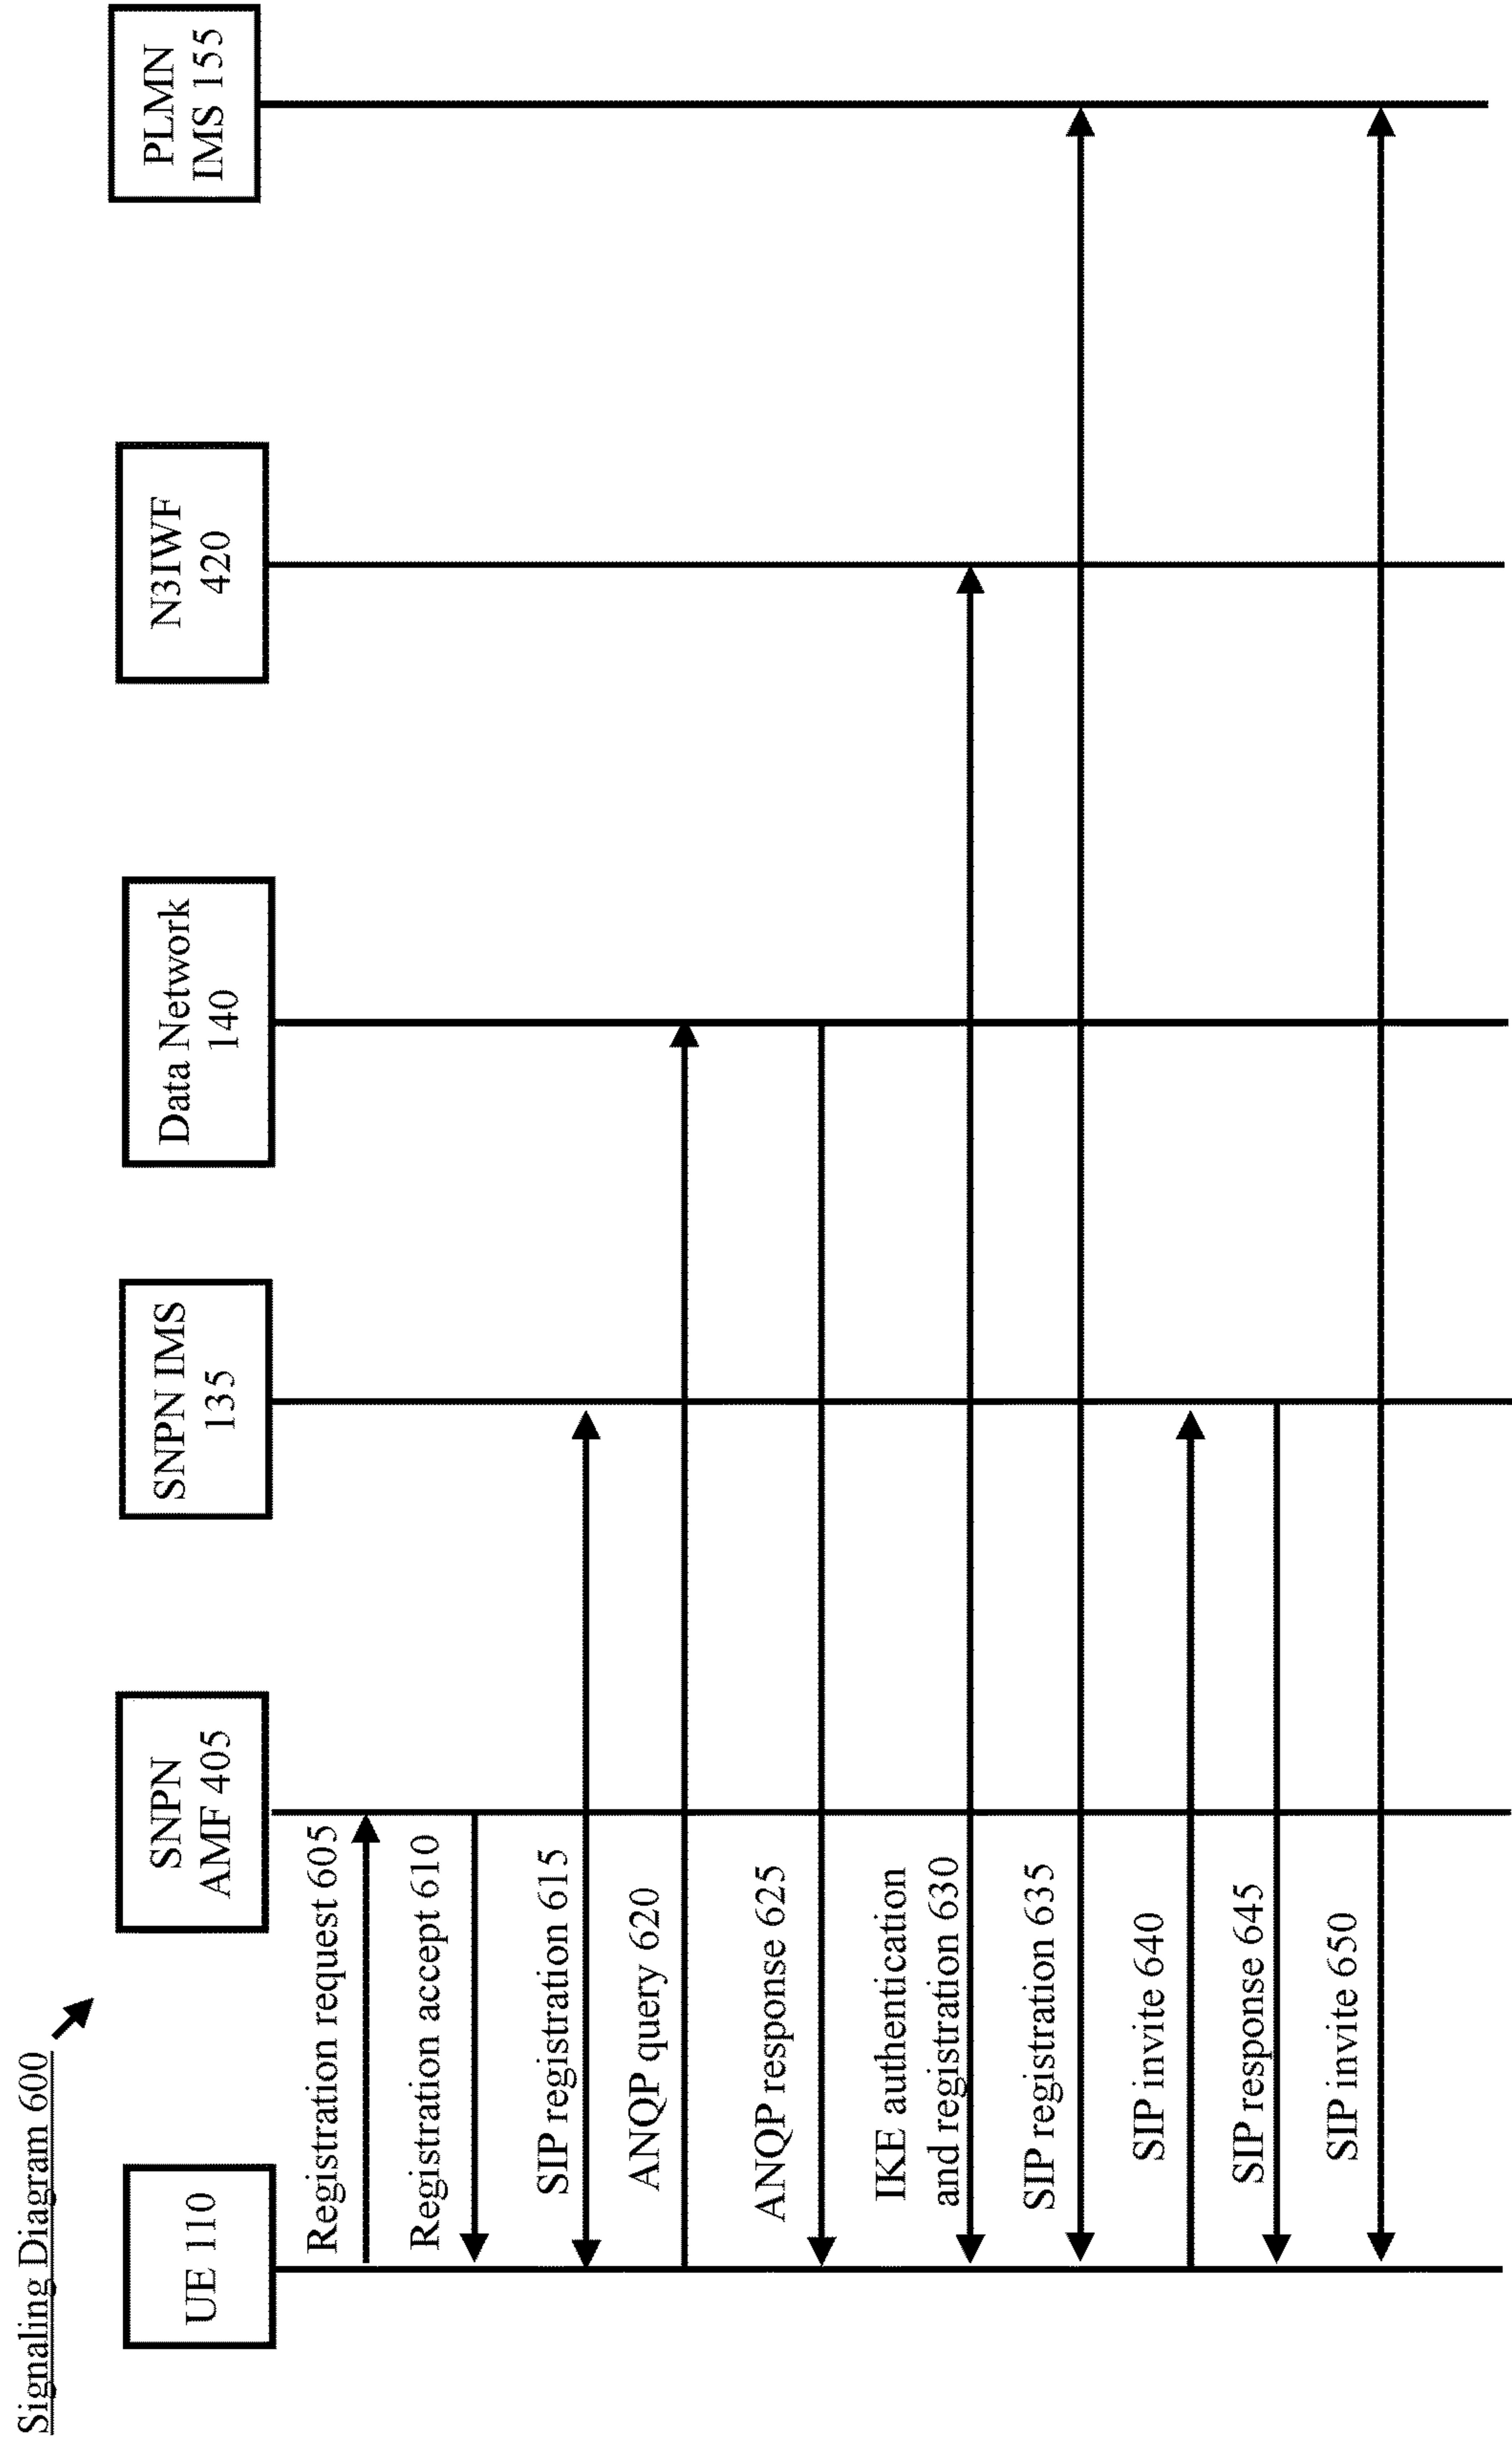 Signaling Diagram 600
UE 110
SNPN
AMF 405
SNPN IMS
135
Data Network
140
N3IWF
420
PLMN
IMS 155
Registration request 605
Registration accept 610
SIP registration 615
ANQP query 620
ANQP response 625
IKE authentication
and registration 630
SIP registration 635
SIP invite 640
SIP response 645
SIP invite 650